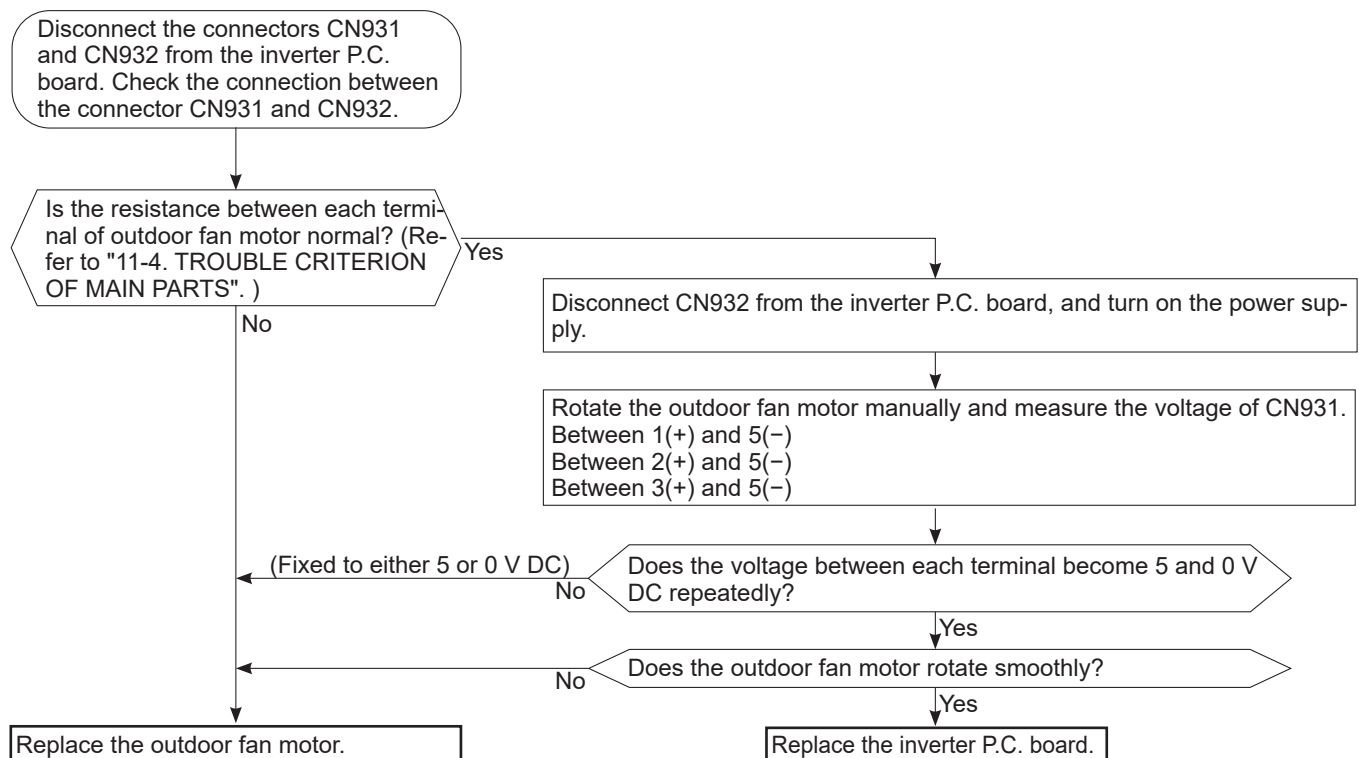 Disconnect the connectors CN931
and CN932 from the inverter P.C.
board. Check the connection between
the connector CN931 and CN932.
Is the resistance between each termi-
nal of outdoor fan motor normal? (Re-
fer to "11-4. TROUBLE CRITERION
OF MAIN PARTS". )
Yes
No
Disconnect CN932 from the inverter P.C. board, and turn on the power sup-
ply.
Rotate the outdoor fan motor manually and measure the voltage of CN931.
Between 1(+) and 5(−)
Between 2(+) and 5(−)
Between 3(+) and 5(−)
(Fixed to either 5 or 0 V DC)
No
Does the voltage between each terminal become 5 and 0 V
DC repeatedly?
Yes
No
Does the outdoor fan motor rotate smoothly?
Yes
Replace the outdoor fan motor.
Replace the inverter P.C. board.